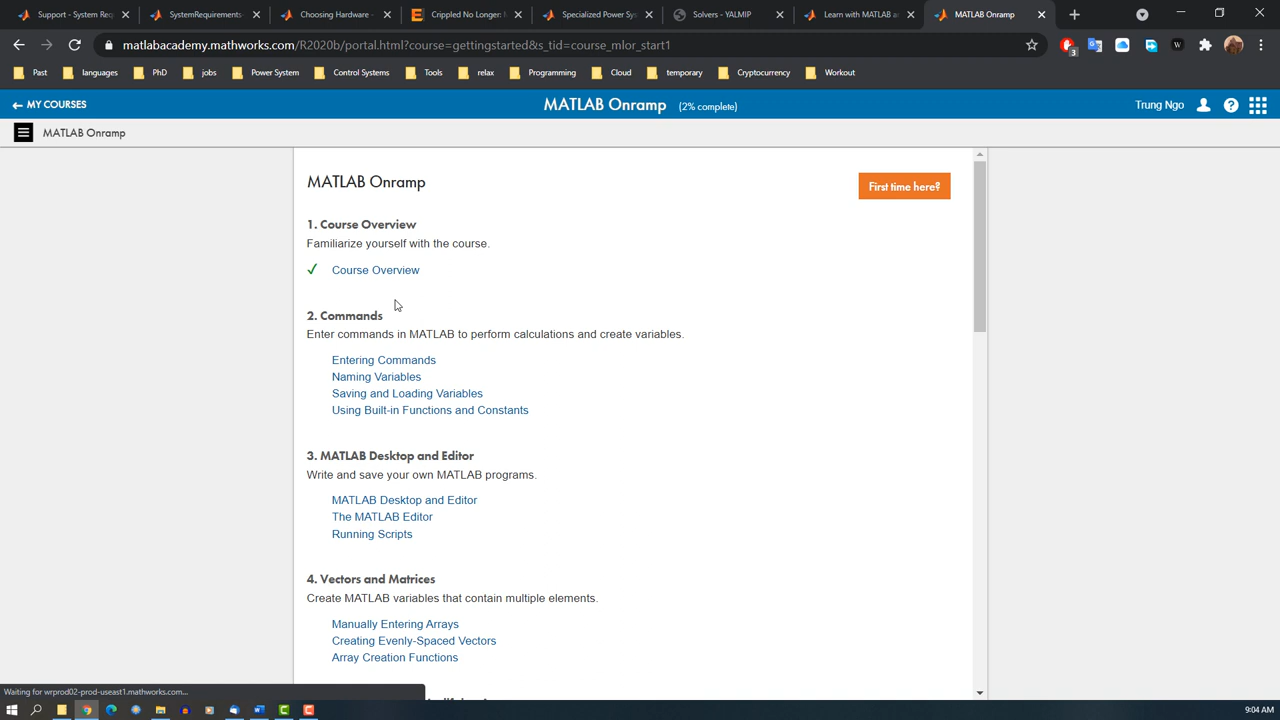 Support - System Req
SystemRequirements-
Choosing Hardware -
Crippled No Longer: M
Specialized Power Sys
Solvers - YALMIP
Learn with MATLAB a
MATLAB Onramp
matlabacademy.mathworks.com/R2020b/portal.html?course=gettingstarted&s_tid=course_mlor_start1
3
W
Past
languages
PhD
jobs
Power System
Control Systems
Tools
relax
Programming
Cloud
temporary
Cryptocurrency
Workout
MY COURSES
MATLAB Onramp (2% complete)
Trung Ngo
MATLAB Onramp
MATLAB Onramp
First time here?
1. Course Overview
Familiarize yourself with the course.
Course Overview
2. Commands
Enter commands in MATLAB to perform calculations and create variables.
Entering Commands
Naming Variables
Saving and Loading Variables
Using Built-in Functions and Constants
3. MATLAB Desktop and Editor
Write and save your own MATLAB programs.
MATLAB Desktop and Editor
The MATLAB Editor
Running Scripts
4. Vectors and Matrices
Create MATLAB variables that contain multiple elements.
Manually Entering Arrays
Creating Evenly-Spaced Vectors
Array Creation Functions
Waiting for wrprod02-prod-useast1.mathworks.com...
9:04 AM